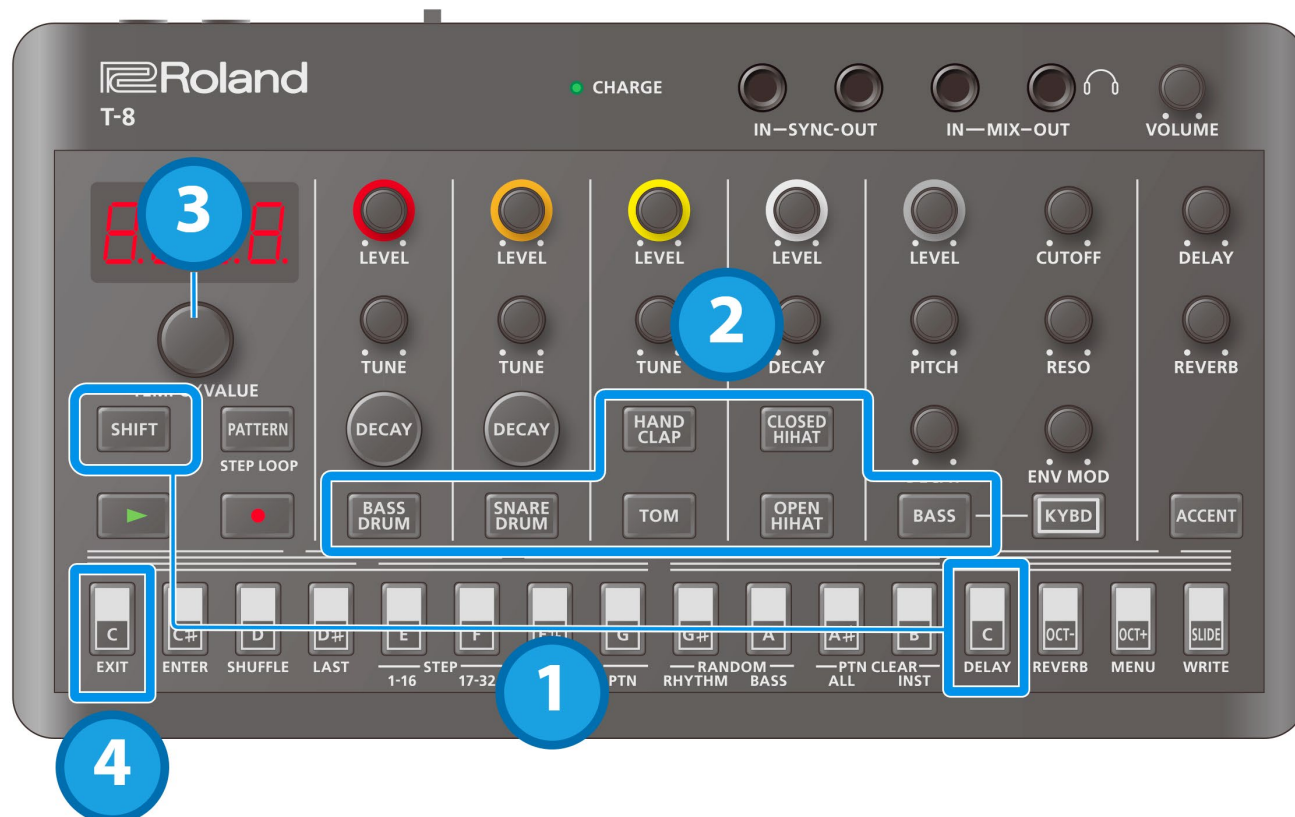 Roland
T-8
CHARGE
IN–SYNC-OUT
IN–MIX–OUT
VOLUME
3
8. 8.
LEVEL
LEVEL
LEVEL
LEVEL
LEVEL
CUTOFF
DELAY
2
TUNE
TUNE
TUNE
DECAY
PITCH
RESO
REVERB
VALUE
SHIFT
PATTERN
STEP LOOP
DECAY
DECAY
HAND CLAP
CLOSED HIHAT
ENV MOD
BASS DRUM
SNARE DRUM
TOM
OPEN HIHAT
BASS
KYBD
ACCENT
C
C#
D
D#
E
F
G
G#
A
A#
B
C
OCT-
OCT+
SLIDE
EXIT
ENTER
SHUFFLE
LAST
STEP
1-16
17-32
PTN
RANDOM
RHYTHM
BASS
PTN CLEAR
ALL
INST
DELAY
REVERB
MENU
WRITE
1
4